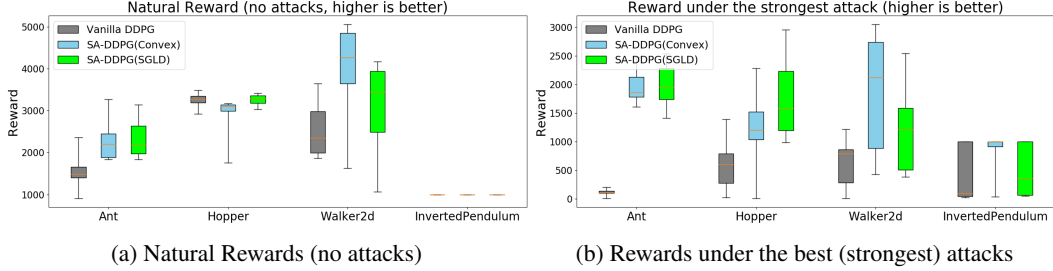 Natural Reward (no attacks, higher is better)
Reward
5000
4000
3000
2000
1000
Vanilla DDPG
SA-DDPG(Convex)
SA-DDPG(SGLD)
Ant
Hopper
Walker2d
InvertedPendulum
(a) Natural Rewards (no attacks)
Reward under the strongest attack (higher is better)
Reward
3000
2500
2000
1500
1000
500
0
Vanilla DDPG
SA-DDPG(Convex)
SA-DDPG(SGLD)
Ant
Hopper
Walker2d
InvertedPendulum
(b) Rewards under the best (strongest) attacks